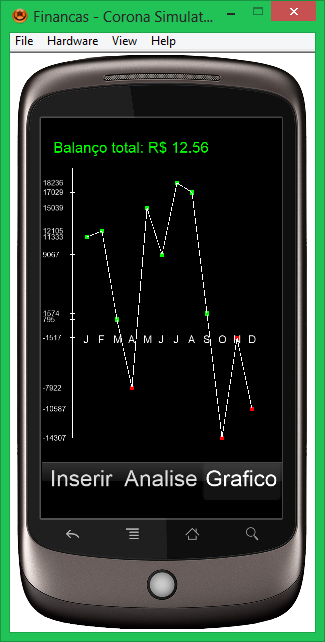 Financas - Corona Simulat...
File Hardware View Help
Balanço total: R$ 12.56
18236
17029
15039
12105
11333
9067
1574
795
-1517
J F M A M J J A S O N D
-7922
-10587
-14307
Inserir Analise Grafico